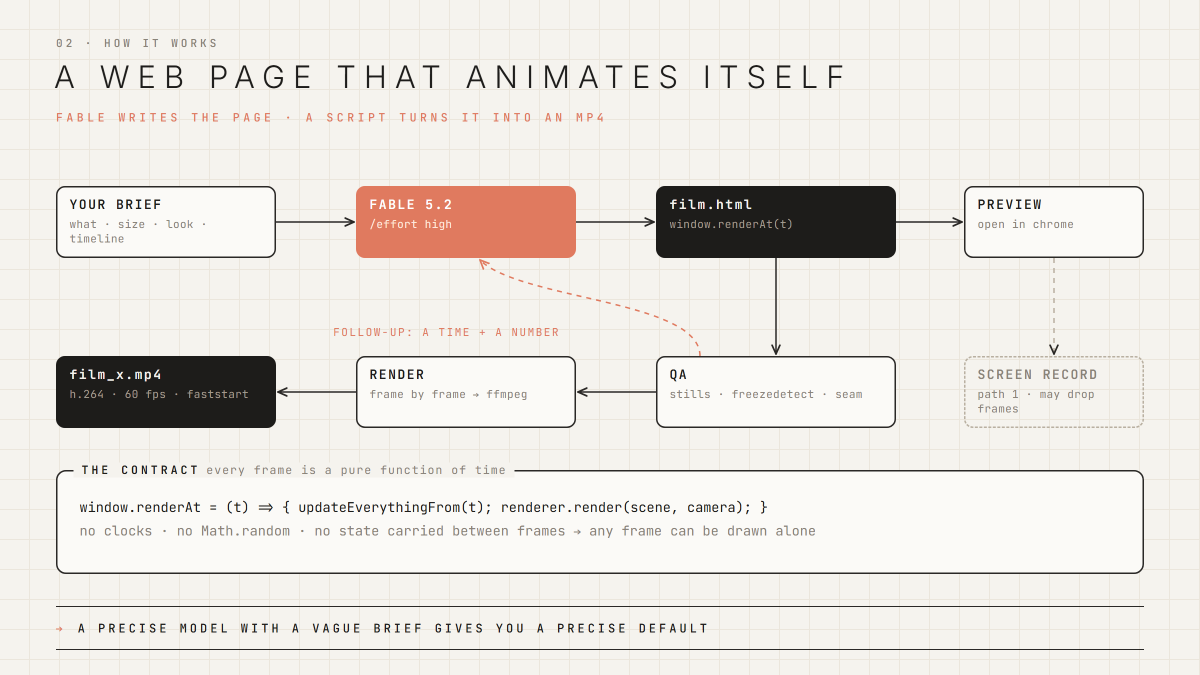 02 · HOW IT WORKS
A WEB PAGE THAT ANIMATES ITSELF
FABLE WRITES THE PAGE · A SCRIPT TURNS IT INTO AN MP4
YOUR BRIEF
what · size · look ·
timeline
FABLE 5.2
/effort high
film.html
window.renderAt(t)
PREVIEW
open in chrome
FOLLOW-UP: A TIME + A NUMBER
film_x.mp4
h.264 · 60 fps · faststart
RENDER
frame by frame → ffmpeg
QA
stills · freezedetect · seam
SCREEN RECORD
path 1 · may drop
frames
THE CONTRACT every frame is a pure function of time
window.renderAt = (t) => { updateEverythingFrom(t); renderer.render(scene, camera); }
no clocks · no Math.random · no state carried between frames → any frame can be drawn alone
→ A PRECISE MODEL WITH A VAGUE BRIEF GIVES YOU A PRECISE DEFAULT